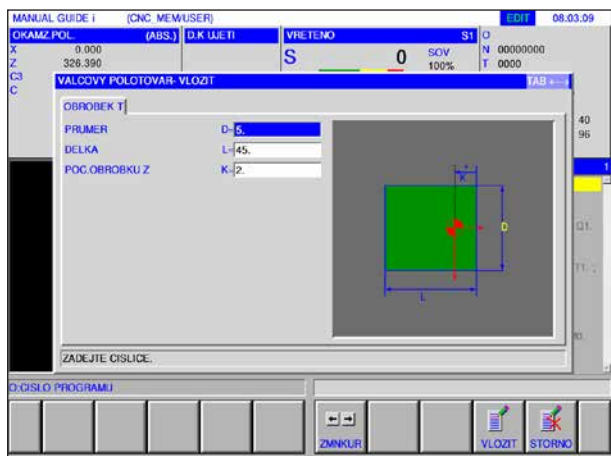 MANUAL GUIDE i (CNC_MEM/USER) EDIT 08.03.09
OKAMZ.POL. (ABS.) D.K UJETI VRETENO S1 O
X 0.000 S 0 SOV 100% N 00000000
Z 326.390 T 0000
C3
C
VALCOVY POLOTOVAR- VLOZIT TAB
OBROBEK T
PRUMER D= 5.
DELKA L= 45.
POC.OBROBKU Z K= 2.
K
D
L
40
96
1
ZADEJTE CISLICE.
O:CISLO PROGRAMU
ZMNKUR VLOZIT STORNO